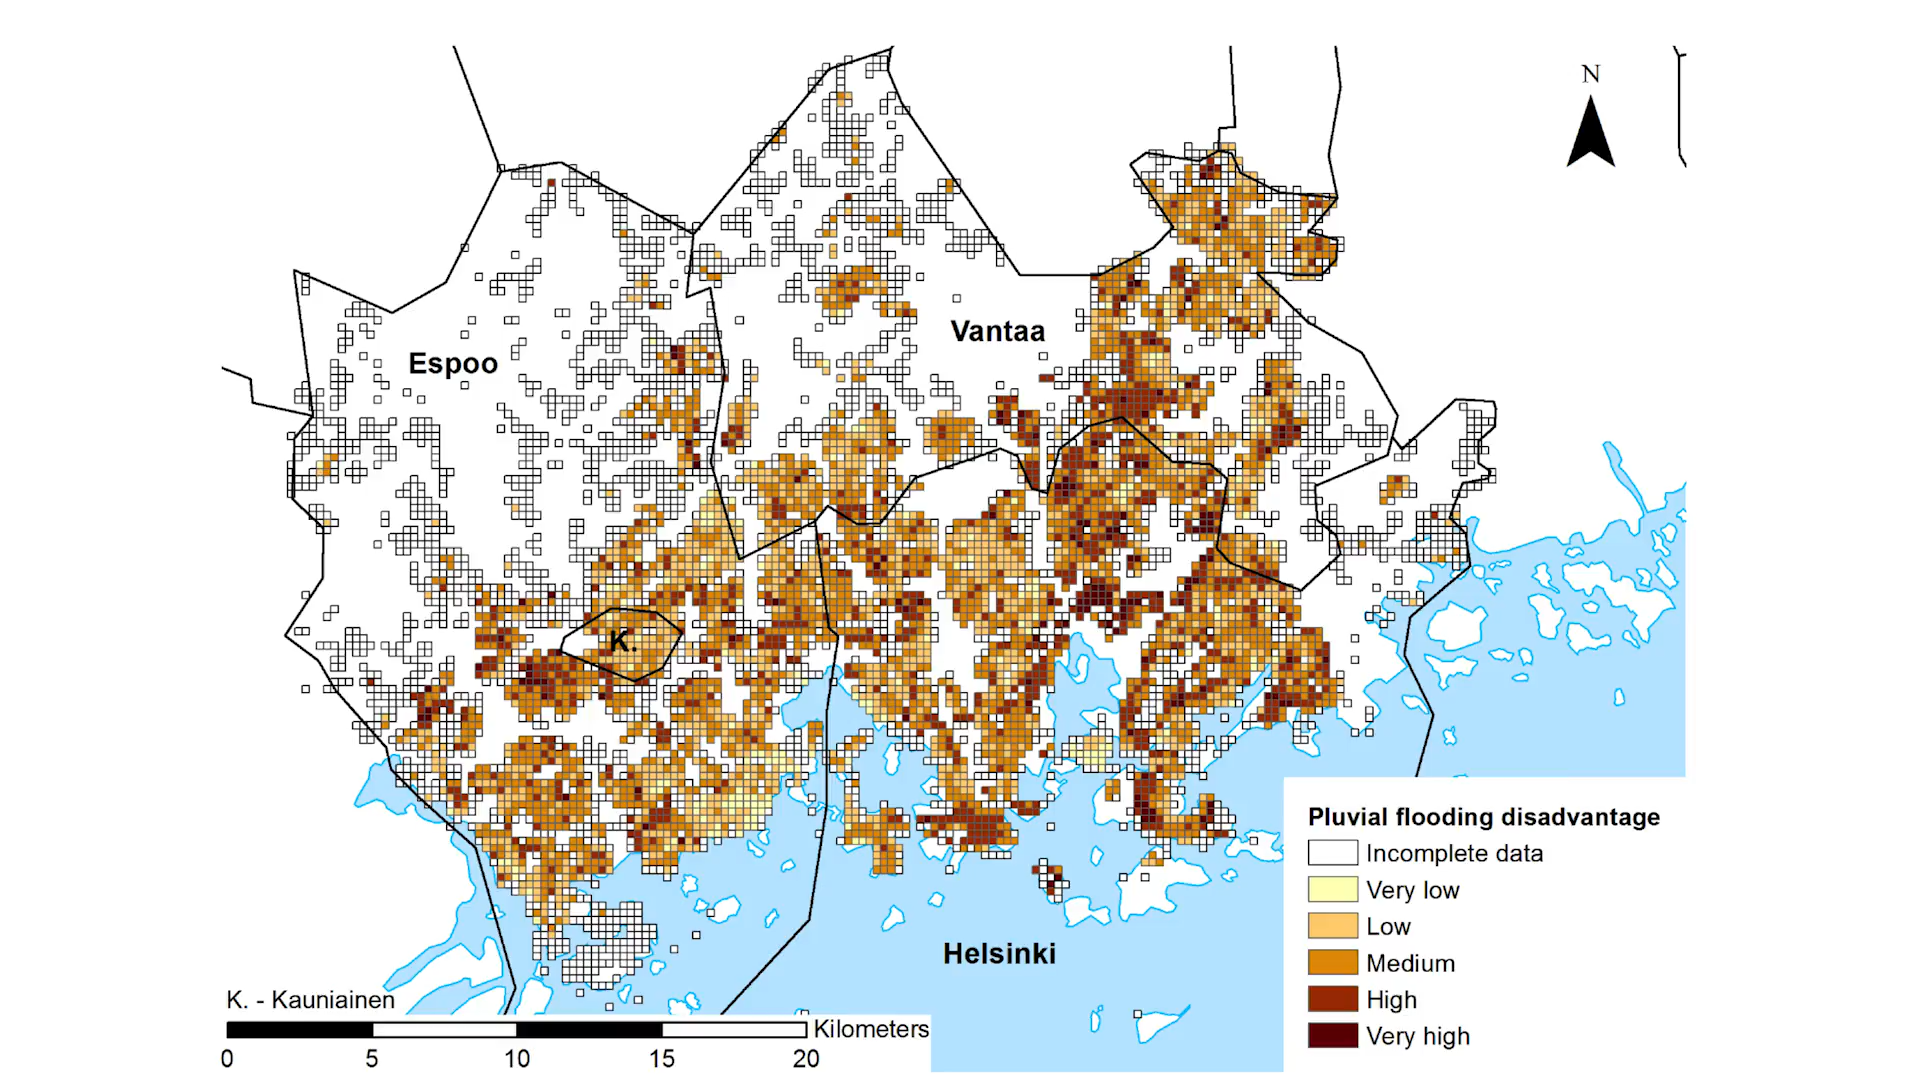 N
Vantaa
Espoo
K.
Helsinki
K. - Kauniainen
Kilometers
0 5 10 15 20
Pluvial flooding disadvantage
Incomplete data
Very low
Low
Medium
High
Very high